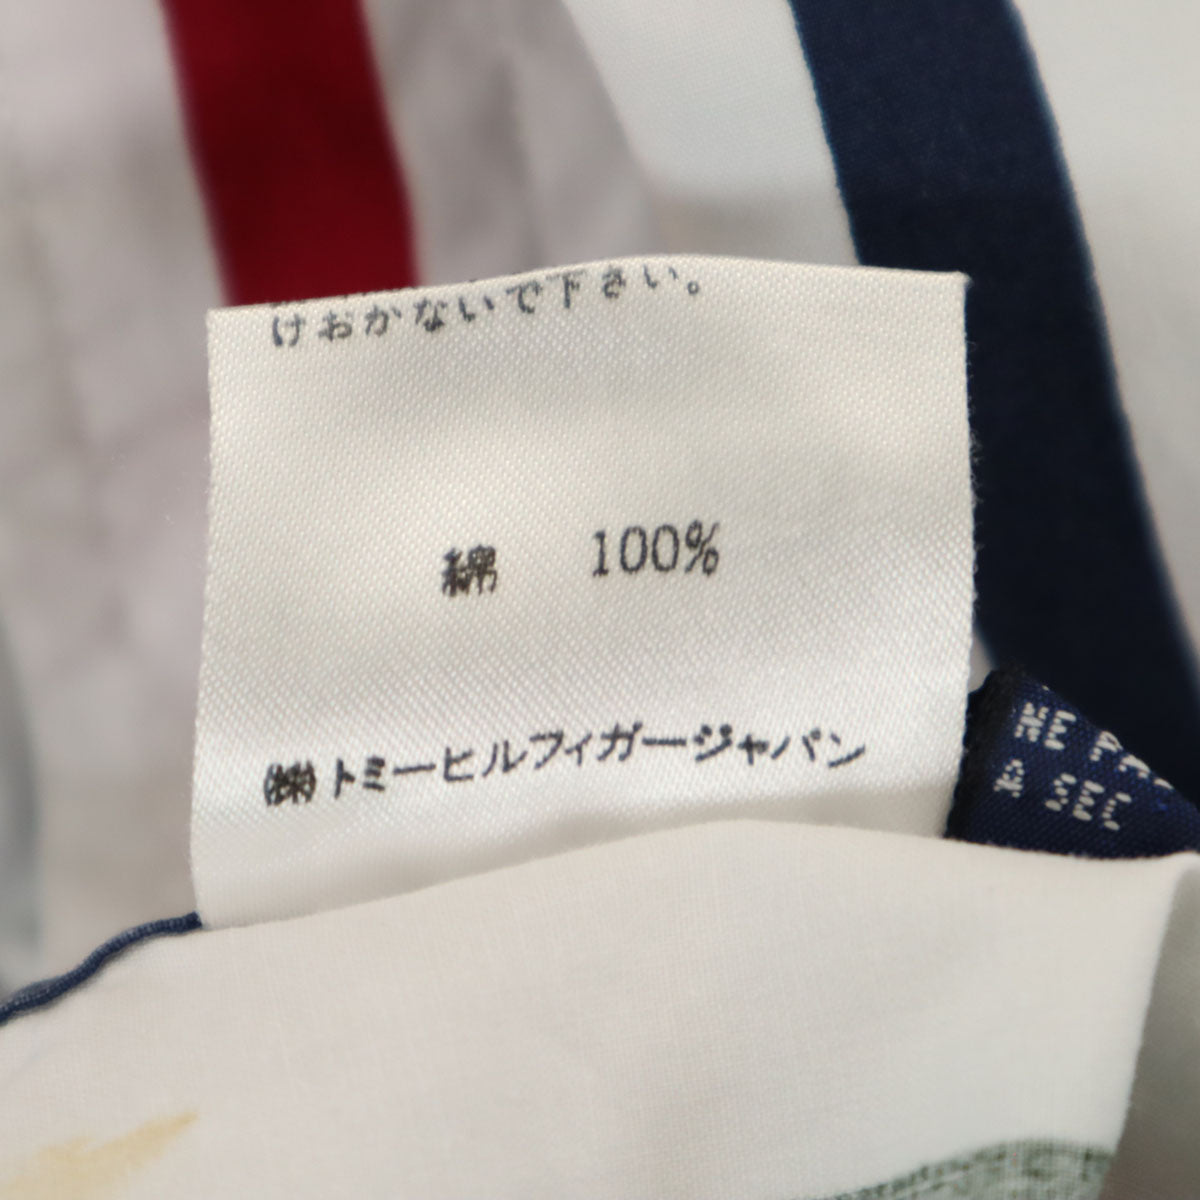 けおかないで下さい。
綿 100%
㈱トミーヒルフィガージャパン